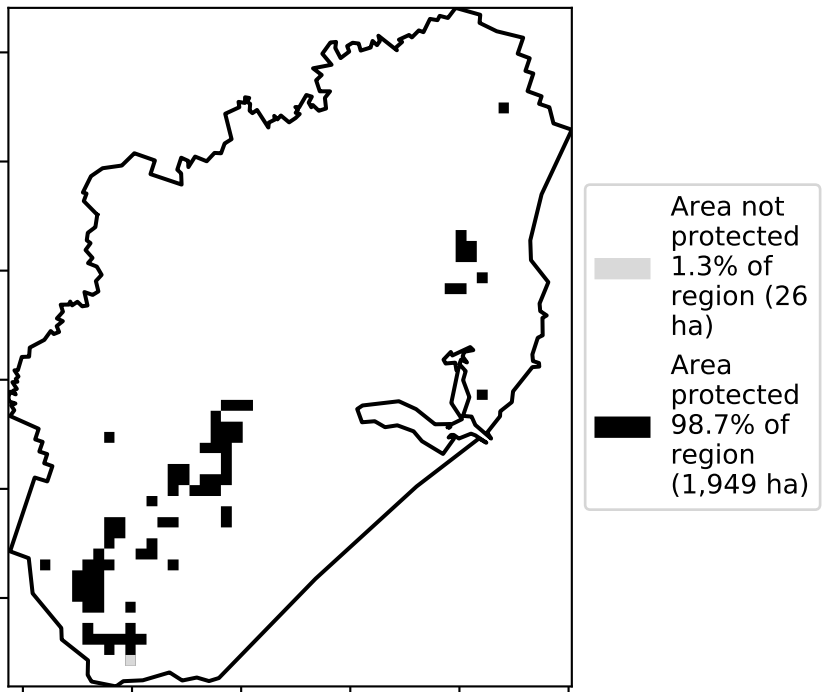 Area not
protected
1.3% of
region (26
ha)
Area
protected
98.7% of
region
(1,949 ha)